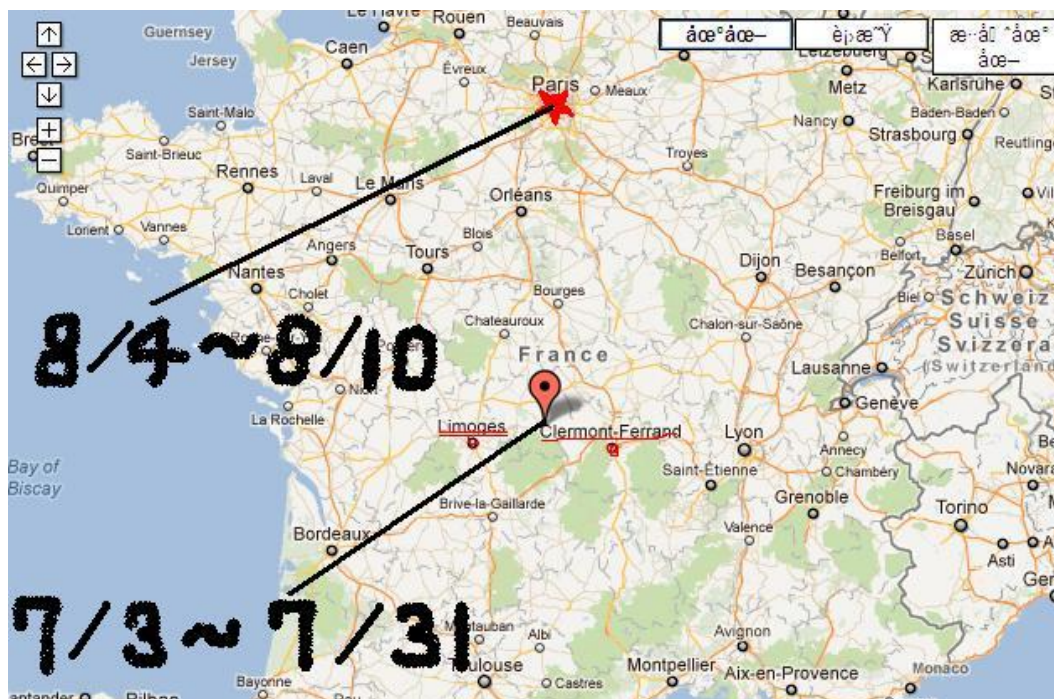 Le Havre
Rouen
Beauvais
Guernsey
Caen
Luxembourg
Jersey
Évreux
Paris
Meaux
Metz
Karlsruhe
Saint-Malo
Nancy
Baden-Baden
Strasbourg
Saint-Brieuc
Reutling
Rennes
Laval
Le Mans
Troyes
Quimper
Orléans
Freiburg im
Breisgau
Lorient
Vannes
Blois
Angers
Tours
Basel
Belfort
Nantes
Dijon
Besançon
Zürich
Cholet
Bourges
Biel
Schweiz
Chateauroux
Chalon-sur-Saône
Suisse
Svizzera
(Switzerland)
8/4~8/10
France
Lausanne
Niort
Genève
La Rochelle
Limoges
Clermont-Ferrand
Lyon
Annecy
Bay of
Biscay
Saint-Étienne
Chambéry
Novara
Brive-la-Gaillarde
Grenoble
Torino
Bordeaux
Valence
Asti
7/3~7/31
Montauban
Albi
Avignon
Toulouse
Montpellier
Aix-en-Provence
Monaco
Bayonne
Castres